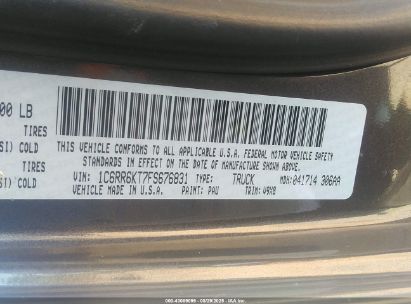 00 LB
TIRES
SI) COLD
TIRES
SI) COLD
THIS VEHICLE CONFORMS TO ALL APPLICABLE U.S.A. FEDERAL MOTOR VEHICLE SAFETY
STANDARDS IN EFFECT ON THE DATE OF MANUFACTURE SHOWN ABOVE.
VIN: 1C6RR6KT7FS676831 TYPE: TRUCK MDH: 041714 306AA
VEHICLE MADE IN U.S.A. PAINT: PAU TRIM: V9X8